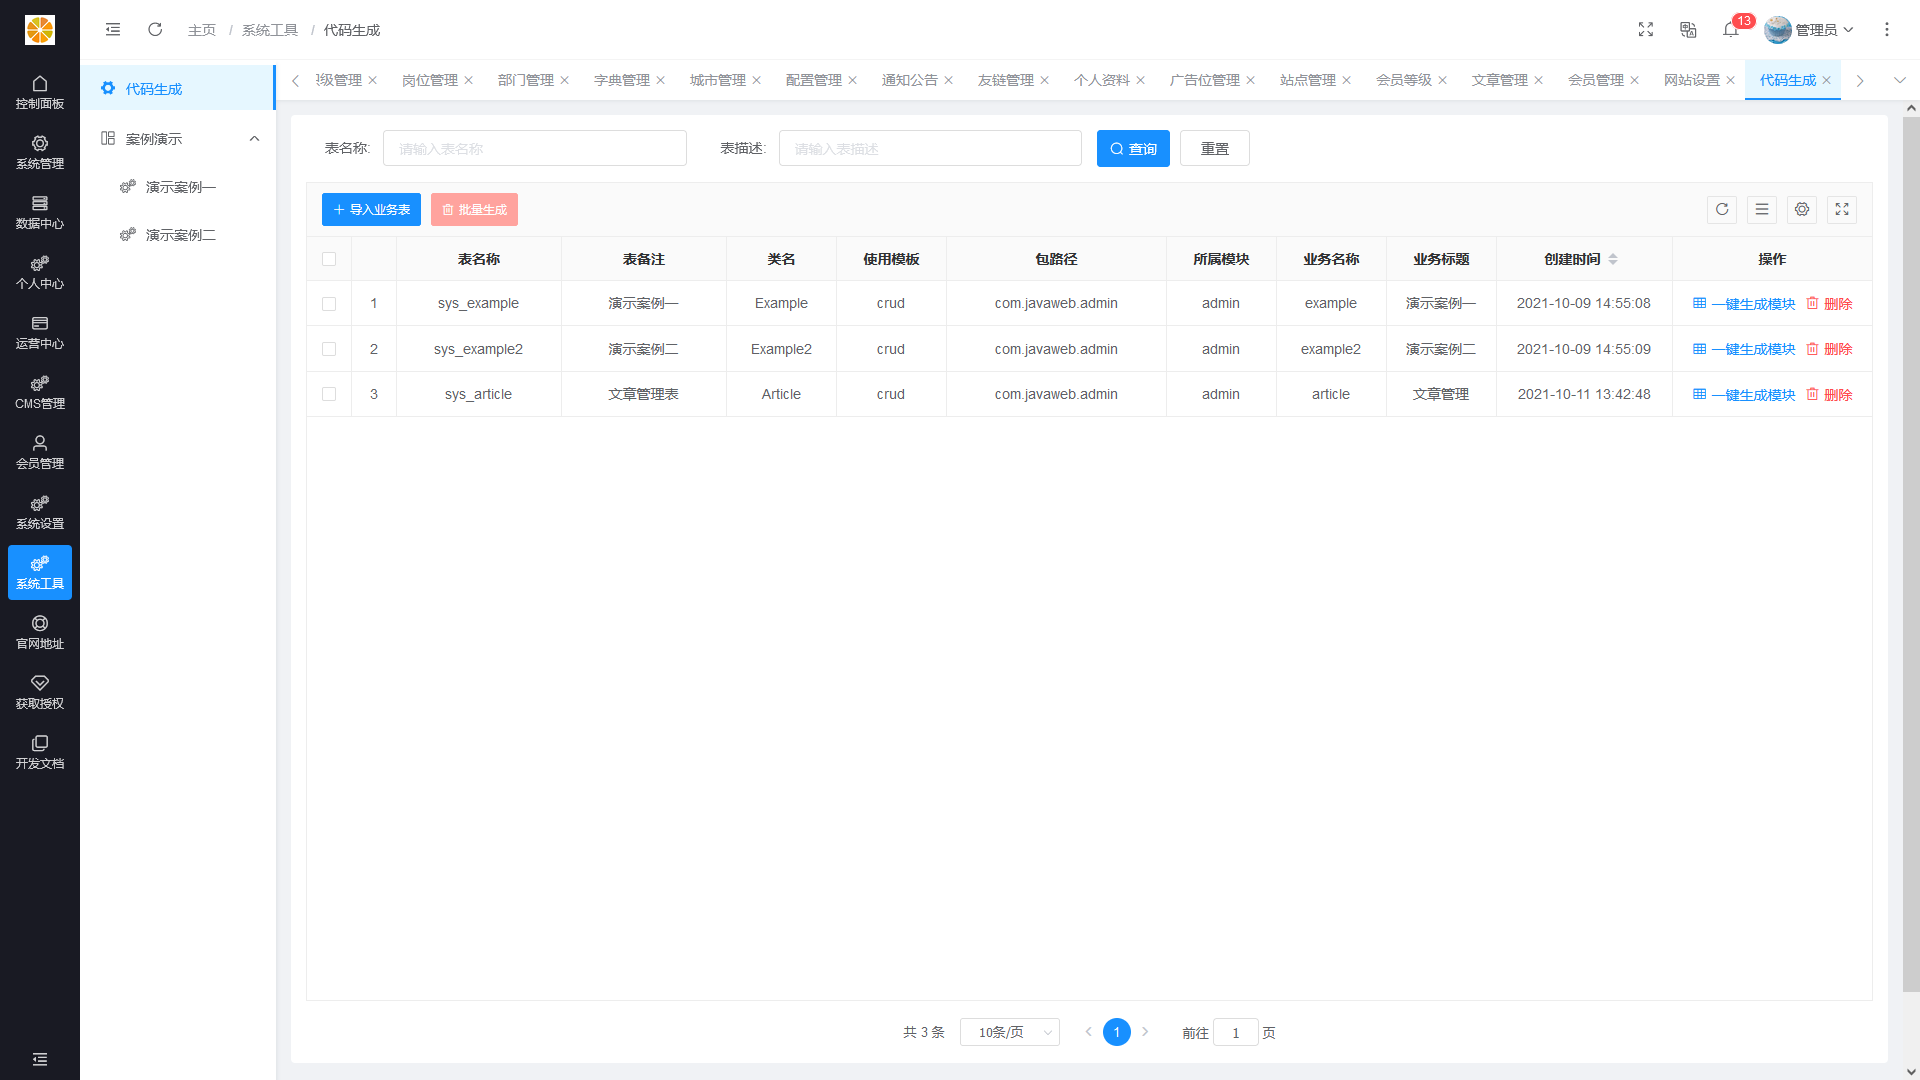 主页 / 系统工具 / 代码生成
13
管理员
控制面板
系统管理
数据中心
个人中心
运营中心
CMS管理
会员管理
系统设置
系统工具
官网地址
获取授权
开发文档
代码生成
案例演示
演示案例一
演示案例二
级管理 岗位管理 部门管理 字典管理 城市管理 配置管理 通知公告 友链管理 个人资料 广告位管理 站点管理 会员等级 文章管理 会员管理 网站设置 代码生成
表名称: 请输入表名称 表描述: 请输入表描述 查询 重置
导入业务表 批量生成
表名称 表备注 类名 使用模板 包路径 所属模块 业务名称 业务标题 创建时间 操作
1 sys_example 演示案例一 Example crud com.javaweb.admin admin example 演示案例一 2021-10-09 14:55:08 一键生成模块 删除
2 sys_example2 演示案例二 Example2 crud com.javaweb.admin admin example2 演示案例二 2021-10-09 14:55:09 一键生成模块 删除
3 sys_article 文章管理表 Article crud com.javaweb.admin admin article 文章管理 2021-10-11 13:42:48 一键生成模块 删除
共 3 条 10条/页 1 前往 1 页